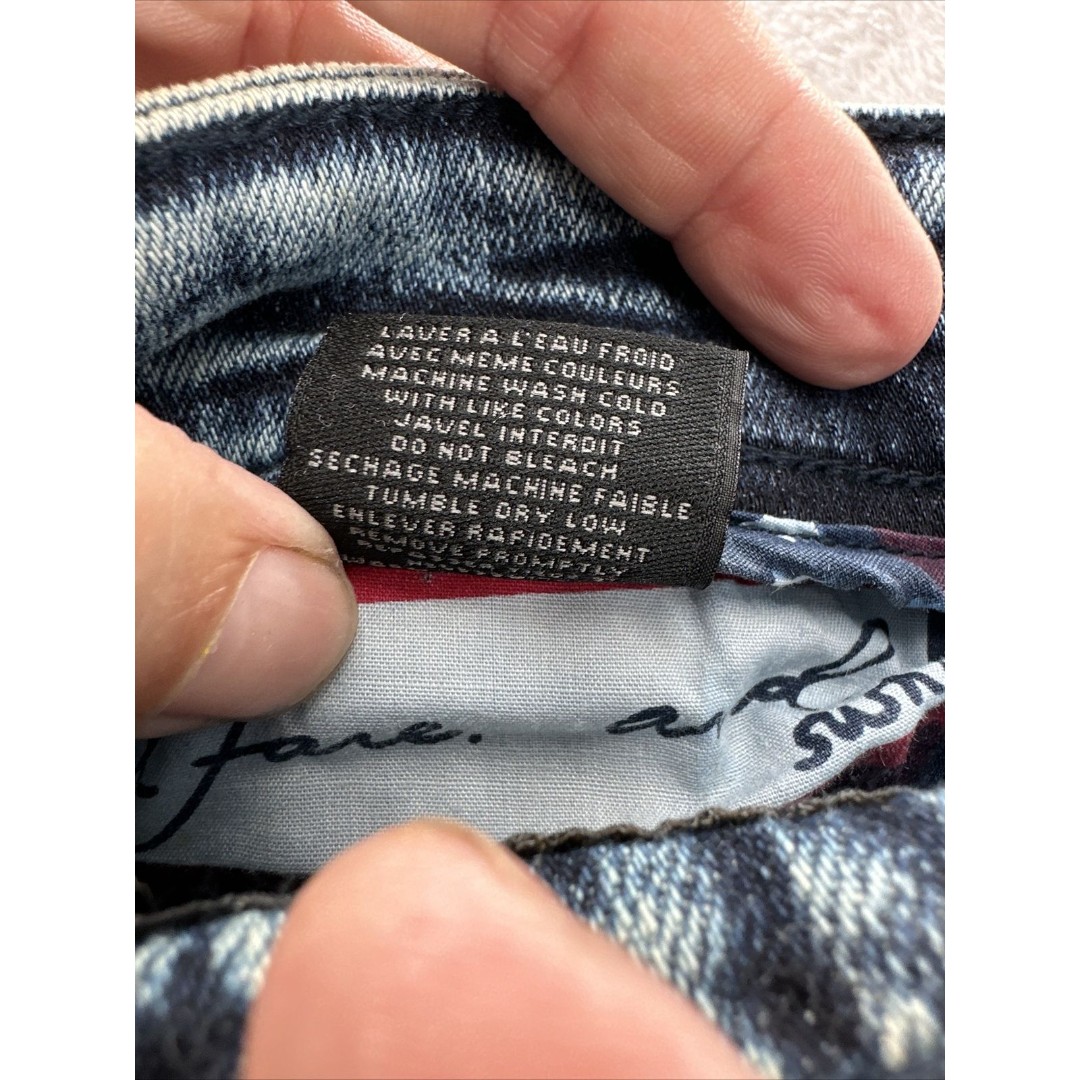 LAVER A L'EAU FROID
AVEC MEME COULEURS
MACHINE WASH COLD
WITH LIKE COLORS
JAVEL INTERDIT
DO NOT BLEACH
SECHAGE MACHINE FAIBLE
TUMBLE DRY LOW
ENLEVER RAPIDEMENT
REMOVE PROMPTLY
fare.